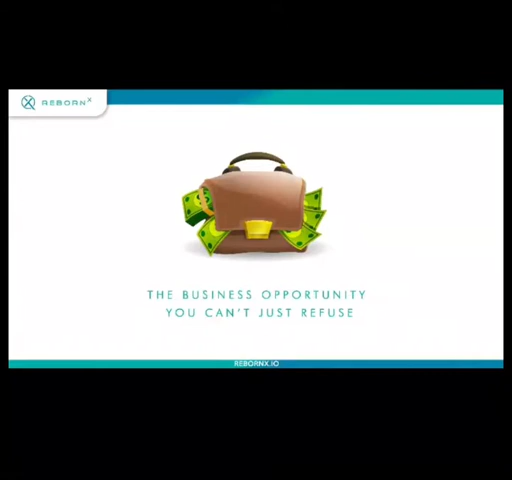 REBORNX
THE BUSINESS OPPORTUNITY
YOU CAN'T JUST REFUSE
REBORNX.IO